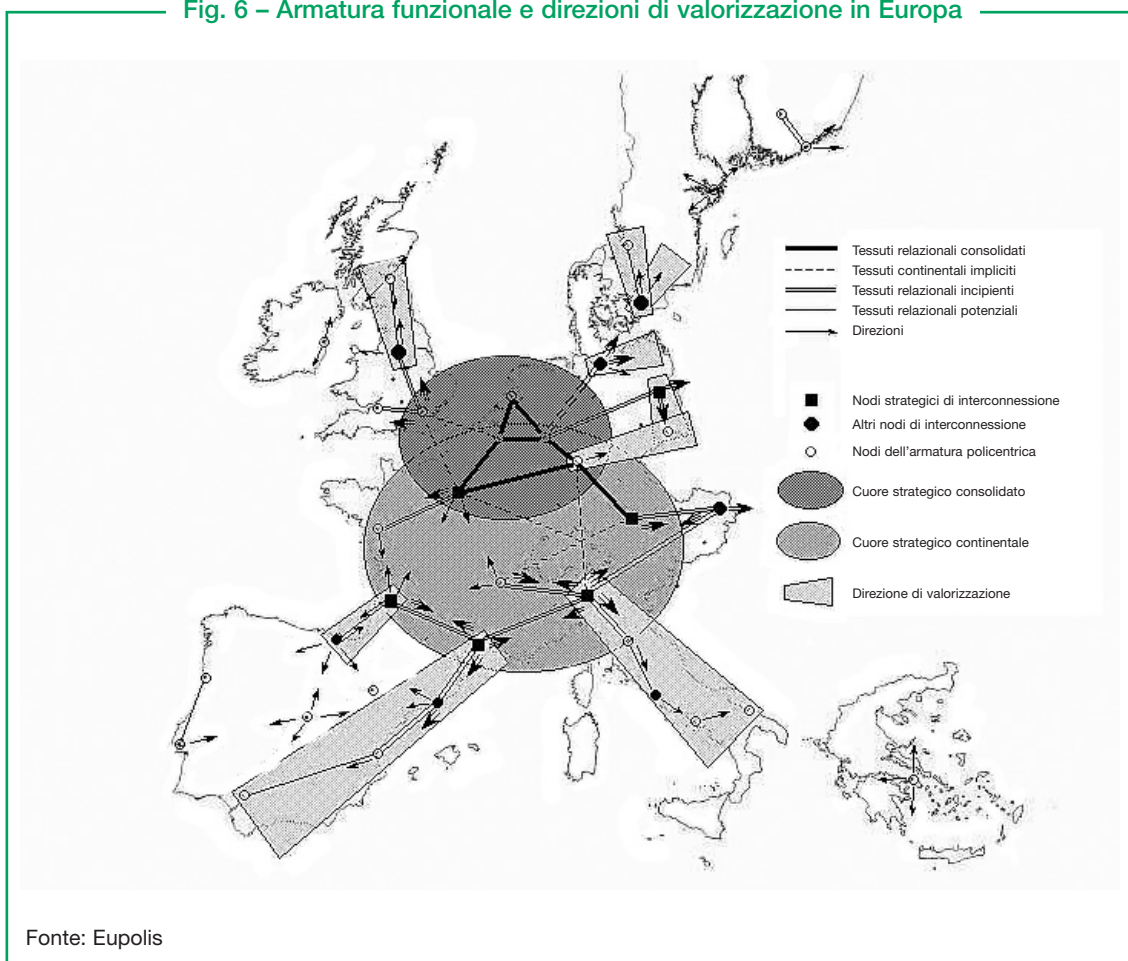 Fig. 6 – Armatura funzionale e direzioni di valorizzazione in Europa
Tessuti relazionali consolidati
Tessuti continentali impliciti
Tessuti relazionali incipienti
Tessuti relazionali potenziali
Direzioni
Nodi strategici di interconnessione
Altri nodi di interconnessione
Nodi dell'armatura policentrica
Cuore strategico consolidato
Cuore strategico continentale
Direzione di valorizzazione
Fonte: Eupolis